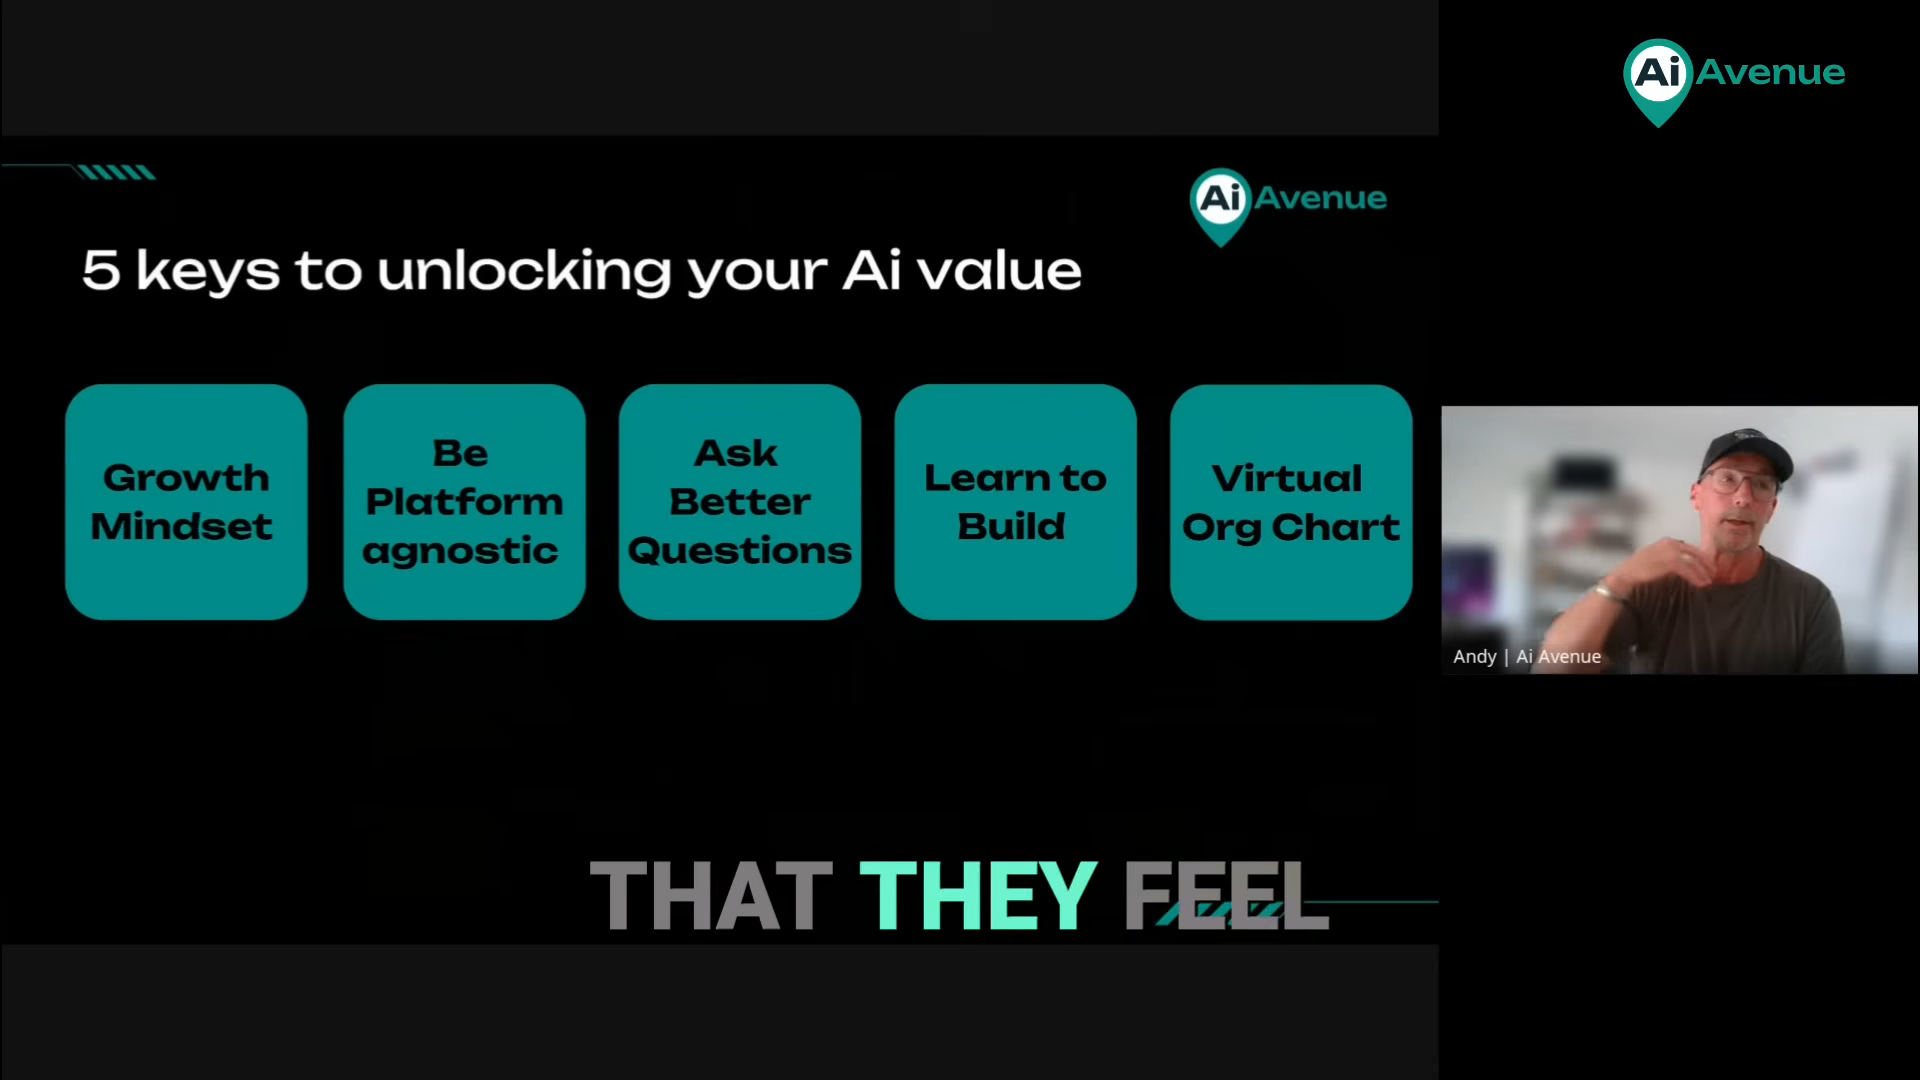 Ai Avenue
Ai Avenue
5 keys to unlocking your Ai value
Growth
Mindset
Be
Platform
agnostic
Ask
Better
Questions
Learn to
Build
Virtual
Org Chart
Andy | Ai Avenue
THAT THEY FEEL